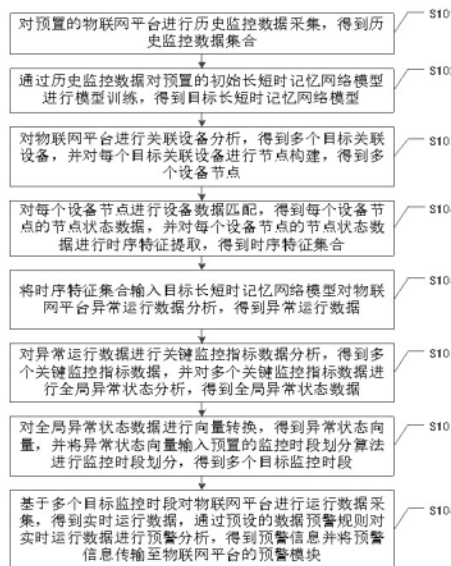 对预置的物联网平台进行历史监控数据采集，得到历
史监控数据集合
S10
通过历史监控数据对预置的初始长短时记忆网络模型
进行模型训练，得到目标长短时记忆网络模型
S10
对物联网平台进行关联设备分析，得到多个目标关联
设备，并对每个目标关联设备进行节点构建，得到多
个设备节点
S10
对每个设备节点进行设备数据匹配，得到每个设备节
点的节点状态数据，并对每个设备节点的节点状态数
据进行时序特征提取，得到时序特征集合
S10
将时序特征集合输入目标长短时记忆网络模型对物联
网平台异常运行数据分析，得到异常运行数据
S10
对异常运行数据进行关键监控指标数据分析，得到多
个关键监控指标数据，并对多个关键监控指标数据
进行全局异常状态分析，得到全局异常状态数据
S10
对全局异常状态数据进行向量转换，得到异常状态向
量，并将异常状态向量输入预置的监控时段划分算法
进行监控时段划分，得到多个目标监控时段
S10
基于多个目标监控时段对物联网平台进行运行数据采
集，得到实时运行数据，通过预设的数据预警规则对
实时运行数据进行预警分析，得到预警信息并将预警
信息传输至物联网平台的预警模块
S10